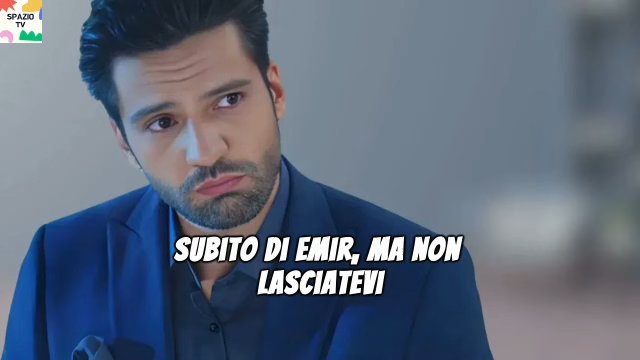 SPAZIO
TV
SUBITO DI EMIR, MA NON
LASCIATEVI